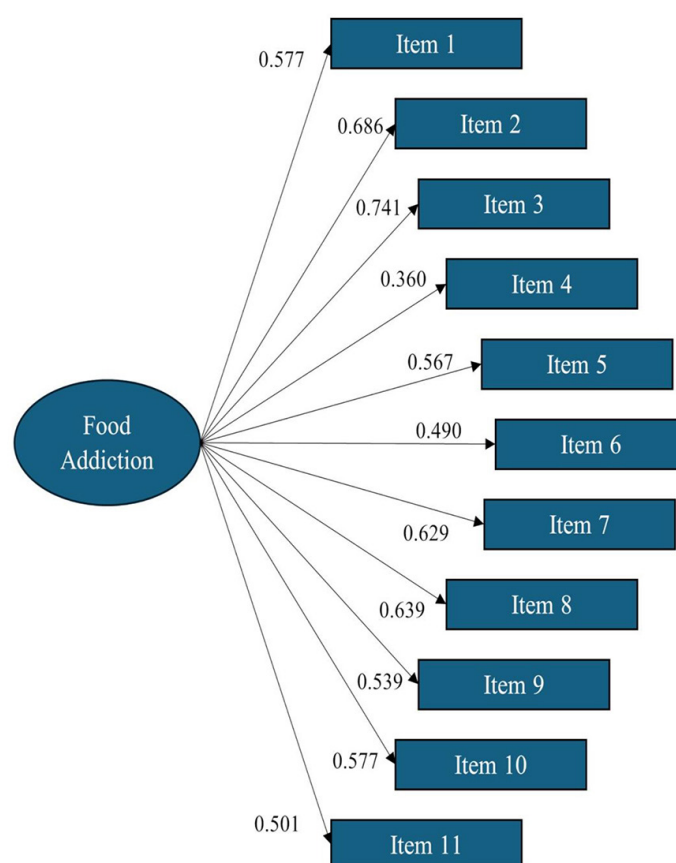 0.577
Item 1
0.686
Item 2
0.741
Item 3
0.360
Item 4
0.567
Item 5
Food
Addiction
0.490
Item 6
0.629
Item 7
0.639
Item 8
0.539
Item 9
0.577
Item 10
0.501
Item 11